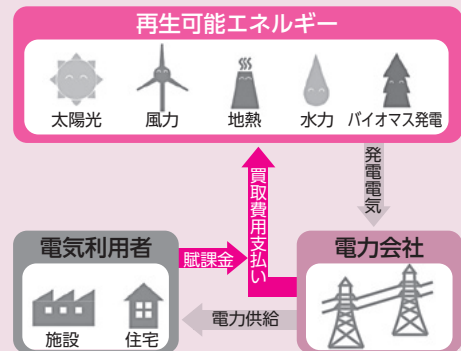 再生可能エネルギー
太陽光
風力
地熱
水力
バイオマス発電
発電電気
買取費用支払い
電気利用者
賦課金
電力会社
電力供給
施設
住宅